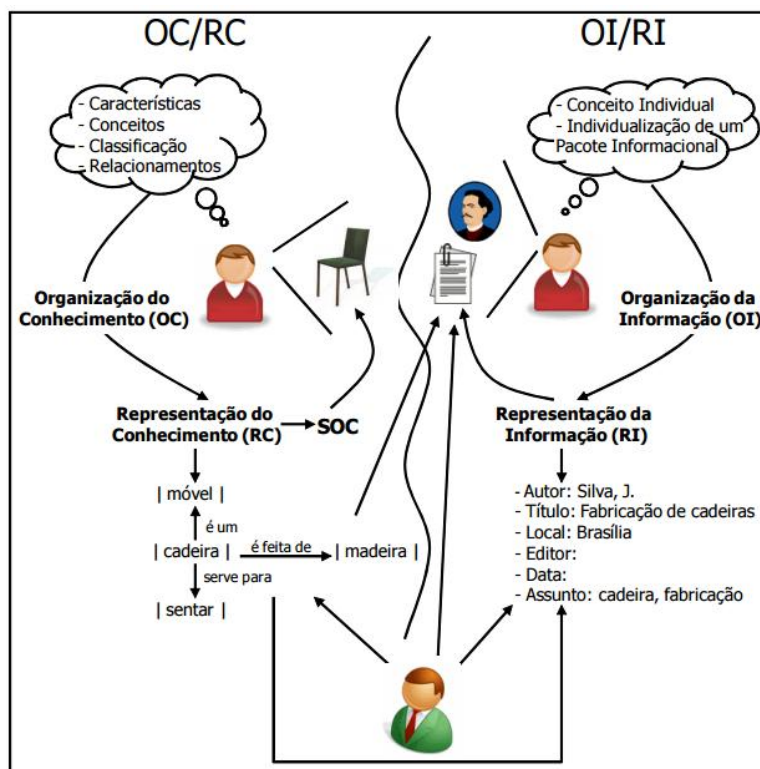 OC/RC
- Características
- Conceitos
- Classificação
- Relacionamentos
Organização do
Conhecimento (OC)
Representação do
Conhecimento (RC)
SOC
| móvel |
é um
| cadeira |
é feita de
| madeira |
serve para
| sentar |
OI/RI
- Conceito Individual
- Individualização de um
Pacote Informacional
Organização da
Informação (OI)
Representação da
Informação (RI)
- Autor: Silva, J.
- Título: Fabricação de cadeiras
- Local: Brasília
- Editor:
- Data:
- Assunto: cadeira, fabricação